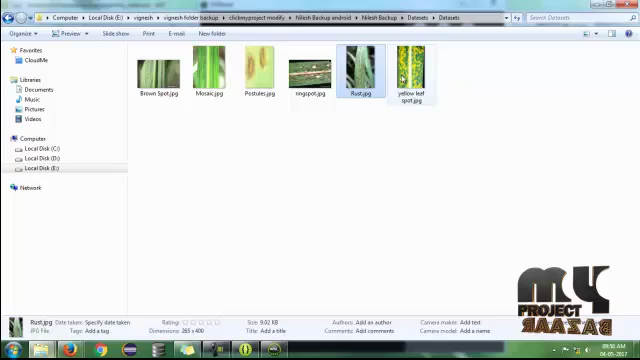 Computer ▸ Local Disk (E:) ▸ vignesh ▸ vignesh folder backup ▸ clickmyproject modify ▸ Nilesh Backup android ▸ Nilesh Backup ▸ Datasets ▸ Datasets
Search Datasets
Organize
Preview
Slide show
Print
E-mail
Burn
New folder
Favorites
CloudMe
Libraries
Documents
Music
Pictures
Videos
Computer
Local Disk (C:)
Local Disk (D:)
Local Disk (E:)
Network
Brown Spot.jpg
Mosaic.jpg
Postules.jpg
ringspot.jpg
Rust.jpg
yellow leaf
spot.jpg
MY
PROJECT
BAZAAR
Rust.jpg
JPG File
Date taken: Specify date taken
Tags: Add a tag
Rating:
Dimensions: 265 x 400
Size: 9.02 KB
Title: Add a title
Authors: Add an author
Comments: Add comments
Camera maker: Add text
Camera model: Add a name
09:56 AM
04-05-2017